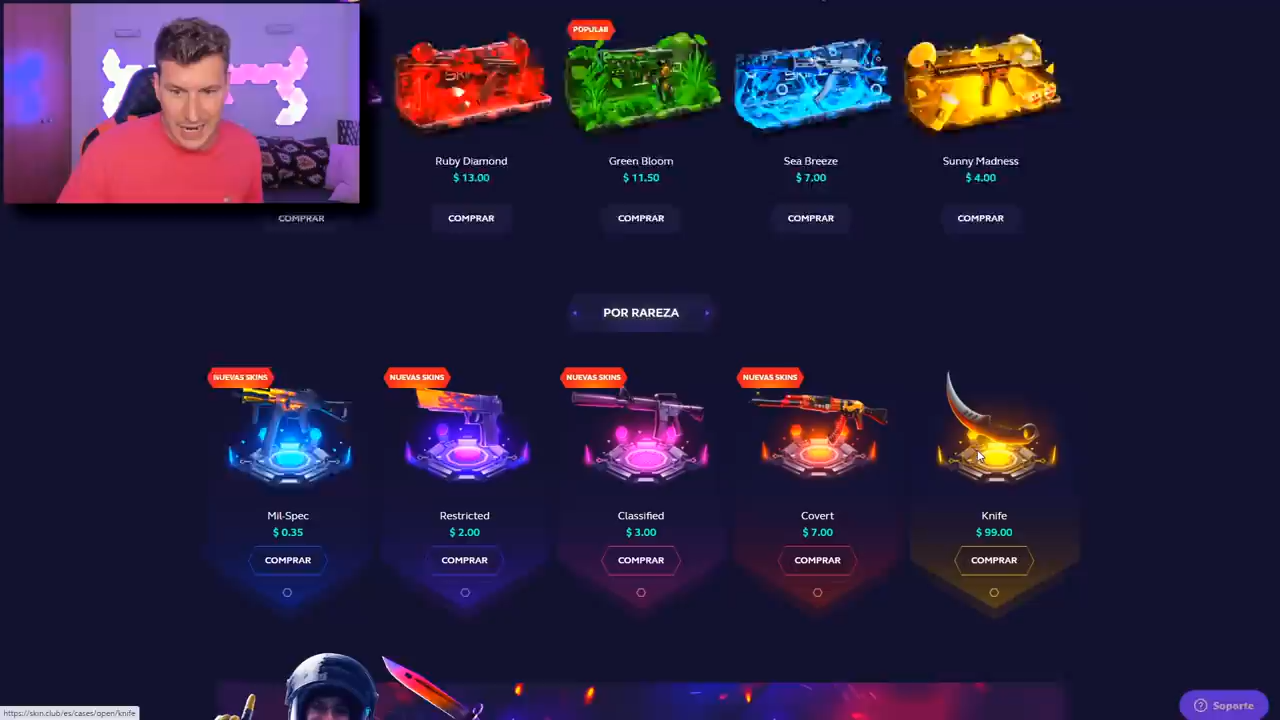 POPULAR
Ruby Diamond
Green Bloom
Sea Breeze
Sunny Madness
$ 13.00
$ 11.50
$ 7.00
$ 4.00
COMPRAR
COMPRAR
COMPRAR
COMPRAR
COMPRAR
POR RAREZA
NUEVAS SKINS
NUEVAS SKINS
NUEVAS SKINS
NUEVAS SKINS
Mil-Spec
Restricted
Classified
Covert
Knife
$ 0.35
$ 2.00
$ 3.00
$ 7.00
$ 99.00
COMPRAR
COMPRAR
COMPRAR
COMPRAR
COMPRAR
https://skin.club/es/cases/open/knife
Soporte